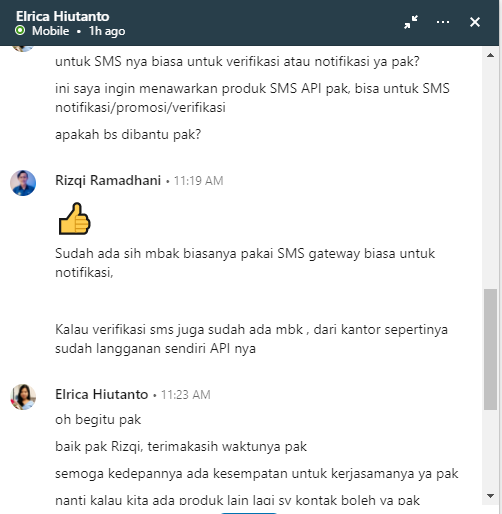 Elrica Hiutanto
Mobile • 1h ago
untuk SMS nya biasa untuk verifikasi atau notifikasi ya pak?
ini saya ingin menawarkan produk SMS API pak, bisa untuk SMS
notifikasi/promosi/verifikasi
apakah bs dibantu pak?
Rizqi Ramadhani • 11:19 AM
Sudah ada sih mbak biasanya pakai SMS gateway biasa untuk
notifikasi,
Kalau verifikasi sms juga sudah ada mbk , dari kantor sepertinya
sudah langganan sendiri API nya
Elrica Hiutanto • 11:23 AM
oh begitu pak
baik pak Rizqi, terimakasih waktunya pak
semoga kedepannya ada kesempatan untuk kerjasamanya ya pak
nanti kalau kita ada produk lain lagi sy kontak boleh ya pak